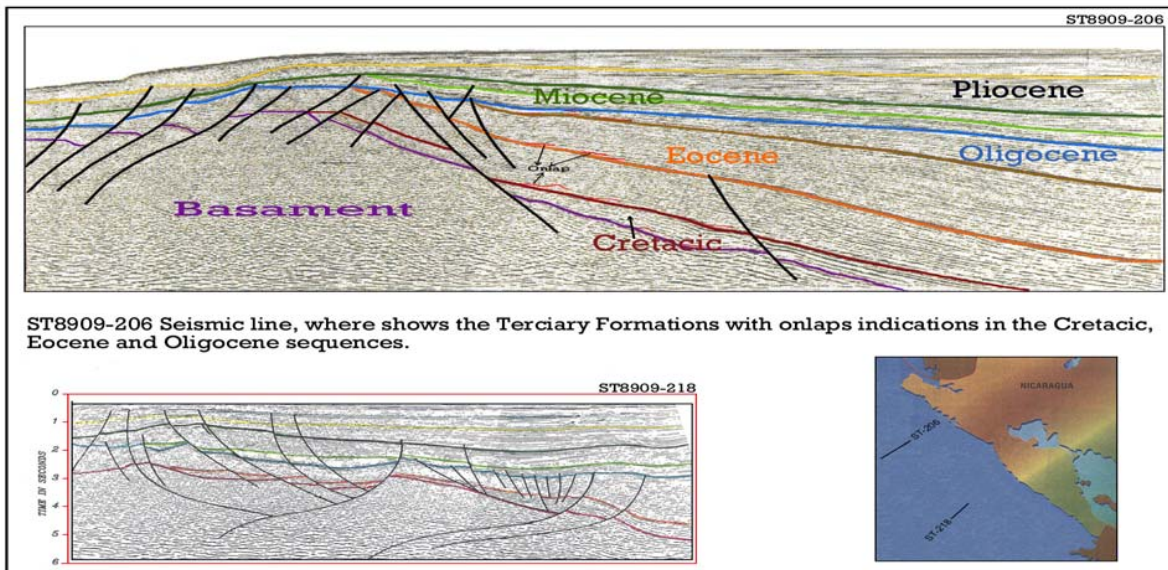 ST8909-206
Pliocene
Miocene
Oligocene
Eocene
Onlap
Basament
Cretacic
ST8909-206 Seismic line, where shows the Terciary Formations with onlaps indications in the Cretacic,
Eocene and Oligocene sequences.
ST8909-218
0
1
2
3
4
5
6
TIME IN SECONDS
NICARAGUA
ST-206
ST-218